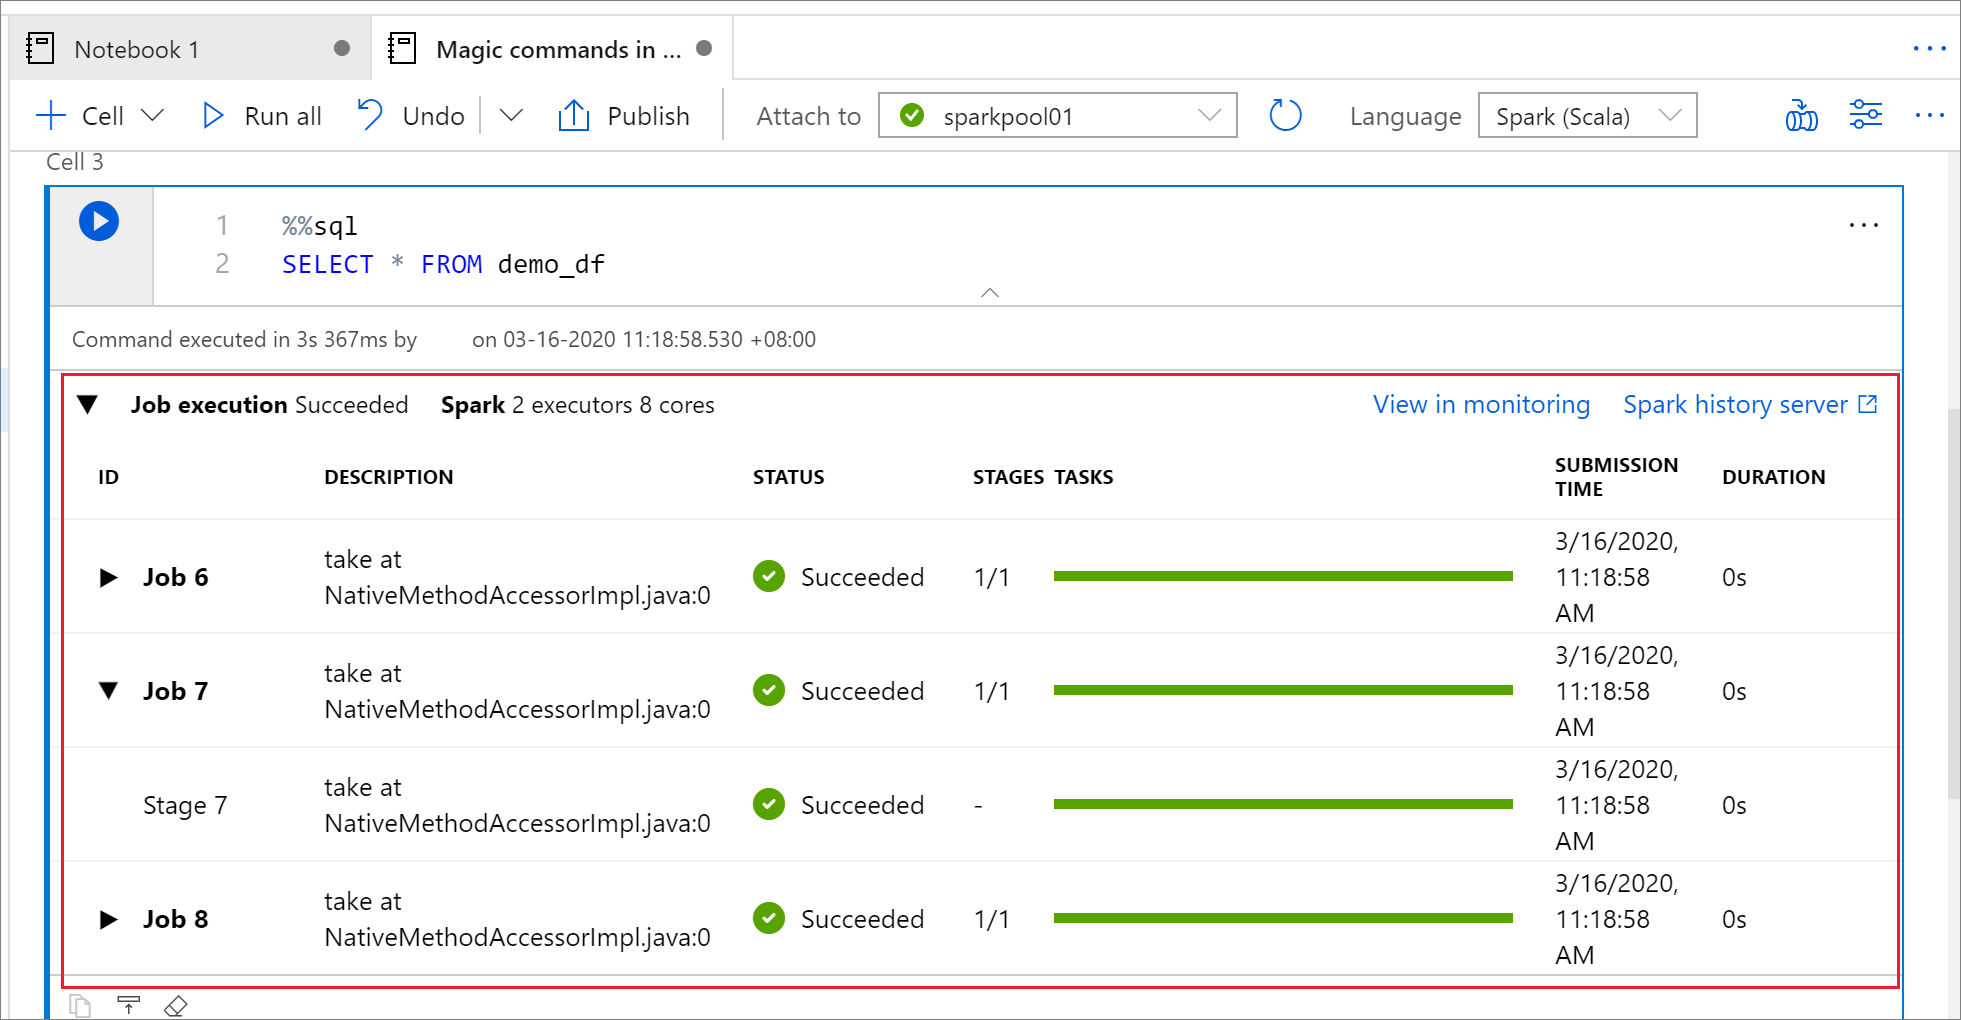 Notebook 1
Magic commands in ...
Cell
Run all
Undo
Publish
Attach to
sparkpool01
Language
Spark (Scala)
Cell 3
1 %%sql
2 SELECT * FROM demo_df
Command executed in 3s 367ms by on 03-16-2020 11:18:58.530 +08:00
Job execution Succeeded Spark 2 executors 8 cores
View in monitoring
Spark history server
ID DESCRIPTION STATUS STAGES TASKS SUBMISSION
TIME DURATION
Job 6
take at
NativeMethodAccessorImpl.java:0
Succeeded
1/1
3/16/2020,
11:18:58
AM
0s
Job 7
take at
NativeMethodAccessorImpl.java:0
Succeeded
1/1
3/16/2020,
11:18:58
AM
0s
Stage 7
take at
NativeMethodAccessorImpl.java:0
Succeeded
-
3/16/2020,
11:18:58
AM
0s
Job 8
take at
NativeMethodAccessorImpl.java:0
Succeeded
1/1
3/16/2020,
11:18:58
AM
0s